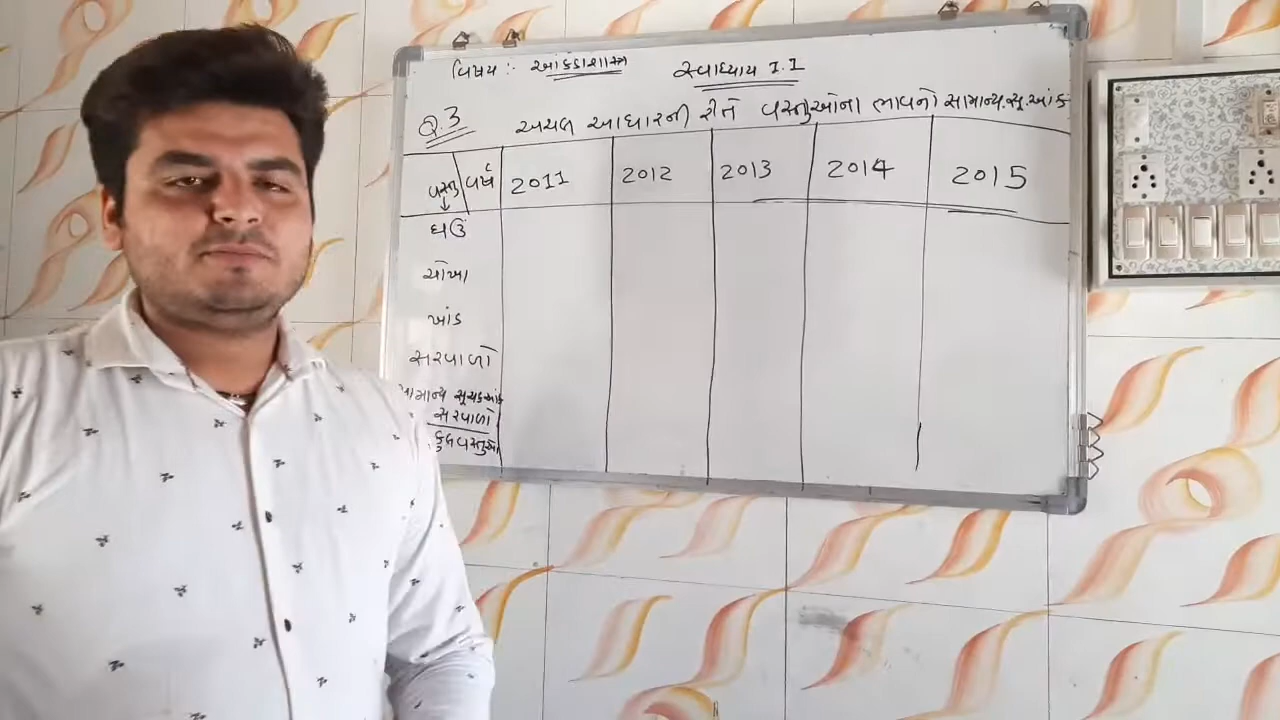 વિષય :- આંકડાશાસ્ત્ર સ્વાધ્યાય 1.1
Q.3 અચલ આધારની રીતે વસ્તુઓના ભાવનો સામાન્ય સૂ. આંક
વસ્તુ વર્ષ 2011 2012 2013 2014 2015
ઘઉં
ચોખા
ખાંડ
સરવાળો
સામાન્ય સૂચકઆંક
સરવાળો
કુલવસ્તુઓ